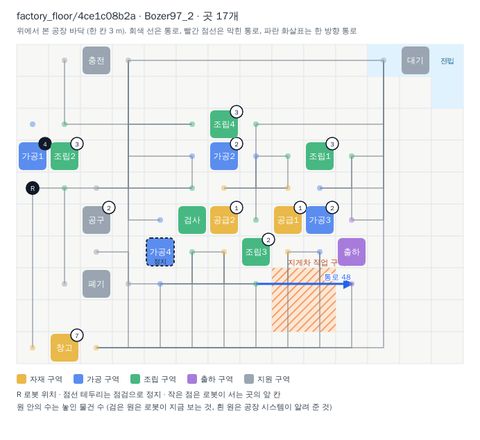 factory_floor/4ce1c08b2a · Bozer97_2 · 곳 17개
위에서 본 공장 바닥 (한 칸 3 m). 회색 선은 통로, 빨간 점선은 막힌 통로, 파란 화살표는 한 방향 통로
충전
대기
전립
3
조립4
4
3
2
3
가공1
조립2
가공2
조립1
R
2
1
1
2
공구
검사
공급2
공급1
가공3
2
가공4
정지
조립3
출하
지게차 작업 구
통로 48
폐기
7
창고
자재 구역
가공 구역
조립 구역
출하 구역
지원 구역
R 로봇 위치 · 점선 테두리는 점검으로 정지 · 작은 점은 로봇이 서는 곳의 앞 칸
원 안의 수는 놓인 물건 수 (검은 원은 로봇이 지금 보는 것, 흰 원은 공장 시스템이 알려 준 것)